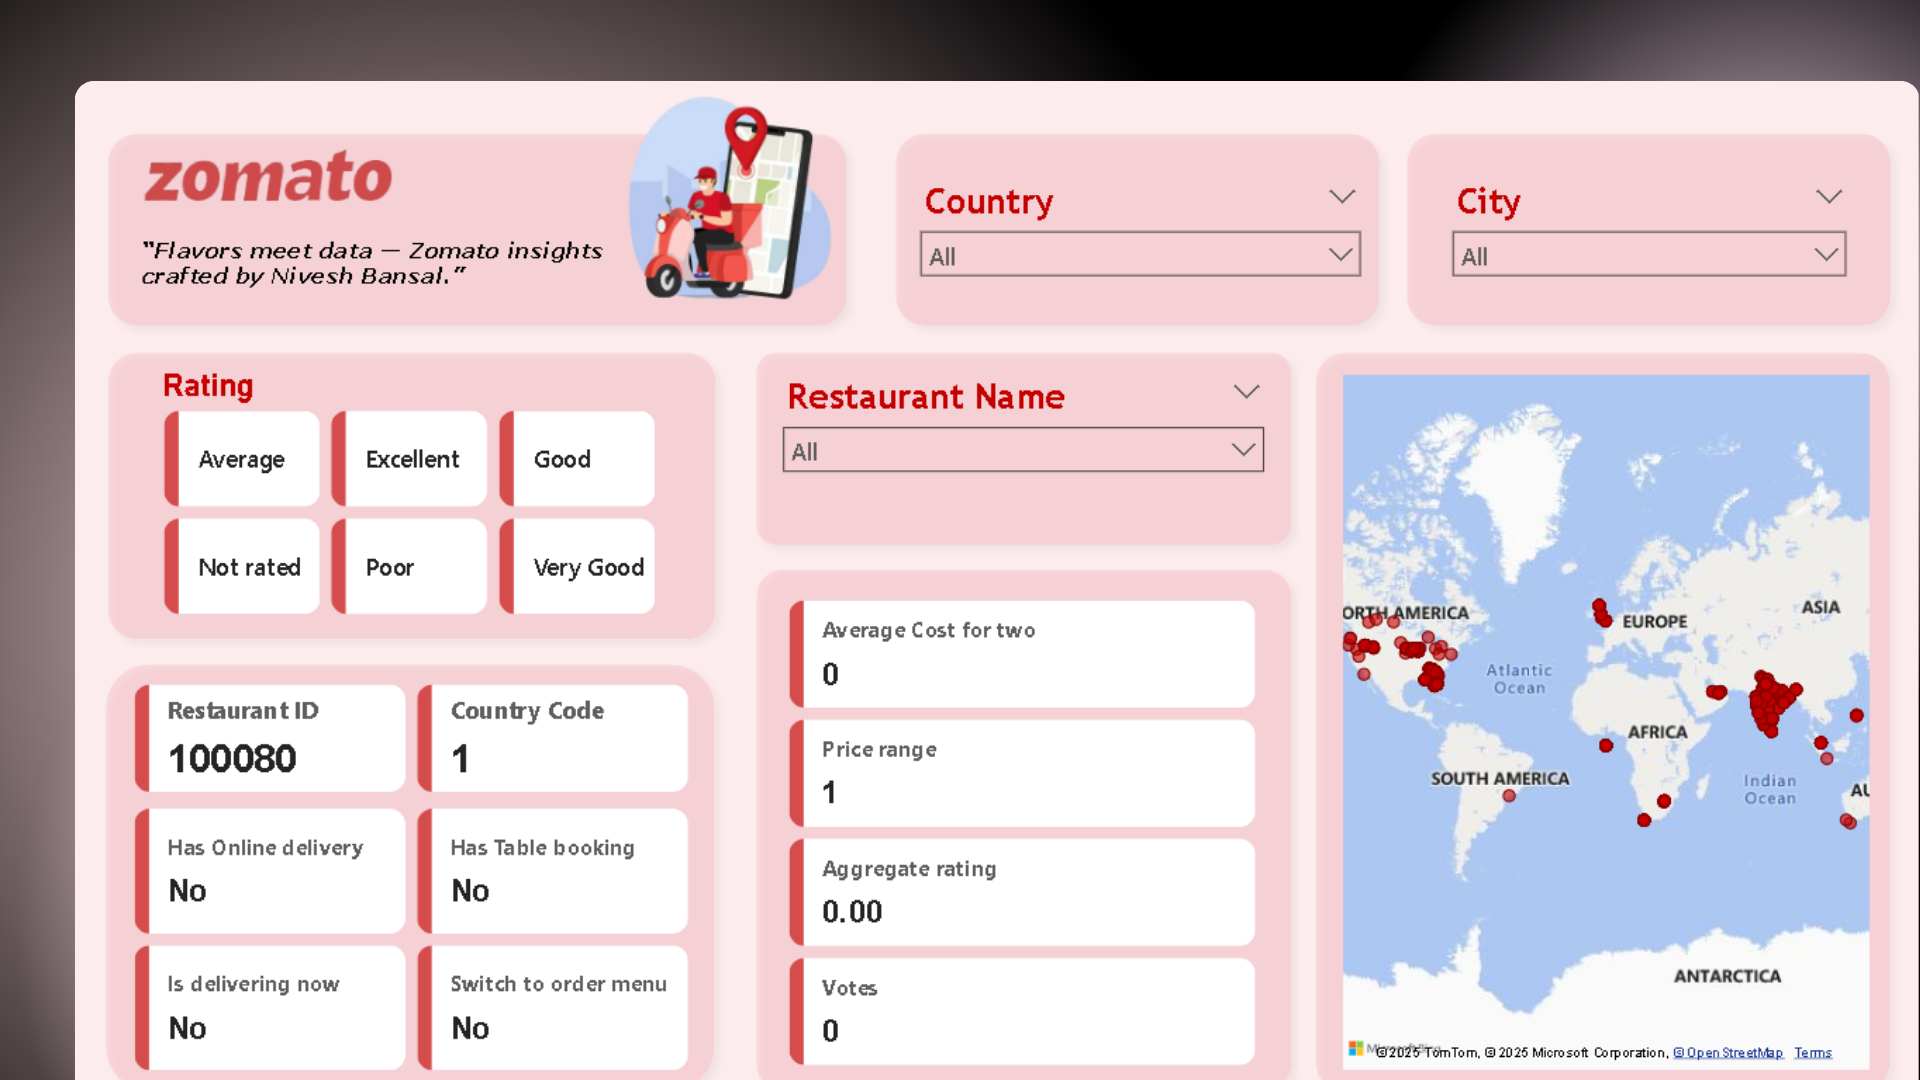 zomato
"Flavors meet data — Zomato insights
crafted by Nivesh Bansal."
Country
All
City
All
Rating
Average
Excellent
Good
Not rated
Poor
Very Good
Restaurant Name
All
Restaurant ID
100080
Country Code
1
Has Online delivery
No
Has Table booking
No
Is delivering now
No
Switch to order menu
No
Average Cost for two
0
Price range
1
Aggregate rating
0.00
Votes
0
ORTH AMERICA
EUROPE
ASIA
Atlantic
Ocean
AFRICA
SOUTH AMERICA
Indian
Ocean
AU
ANTARCTICA
© 2025 TomTom, © 2025 Microsoft Corporation, © OpenStreetMap Terms